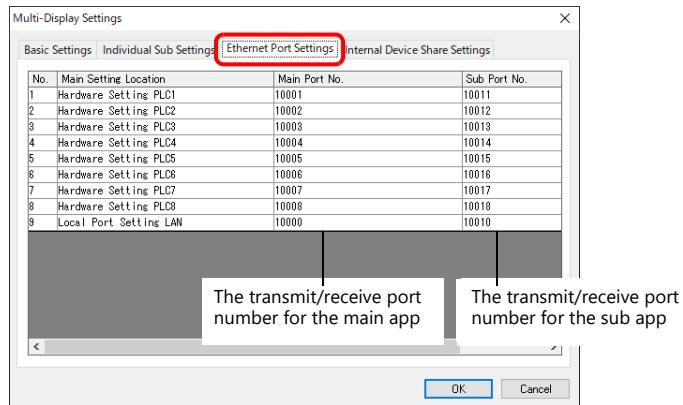 Multi-Display Settings
Basic Settings Individual Sub Settings Ethernet Port Settings Internal Device Share Settings
No. Main Setting Location Main Port No. Sub Port No.
1 Hardware Setting PLC1 10001 10011
2 Hardware Setting PLC2 10002 10012
3 Hardware Setting PLC3 10003 10013
4 Hardware Setting PLC4 10004 10014
5 Hardware Setting PLC5 10005 10015
6 Hardware Setting PLC6 10006 10016
7 Hardware Setting PLC7 10007 10017
8 Hardware Setting PLC8 10008 10018
9 Local Port Setting LAN 10000 10010
The transmit/receive port
number for the main app
The transmit/receive port
number for the sub app
OK Cancel